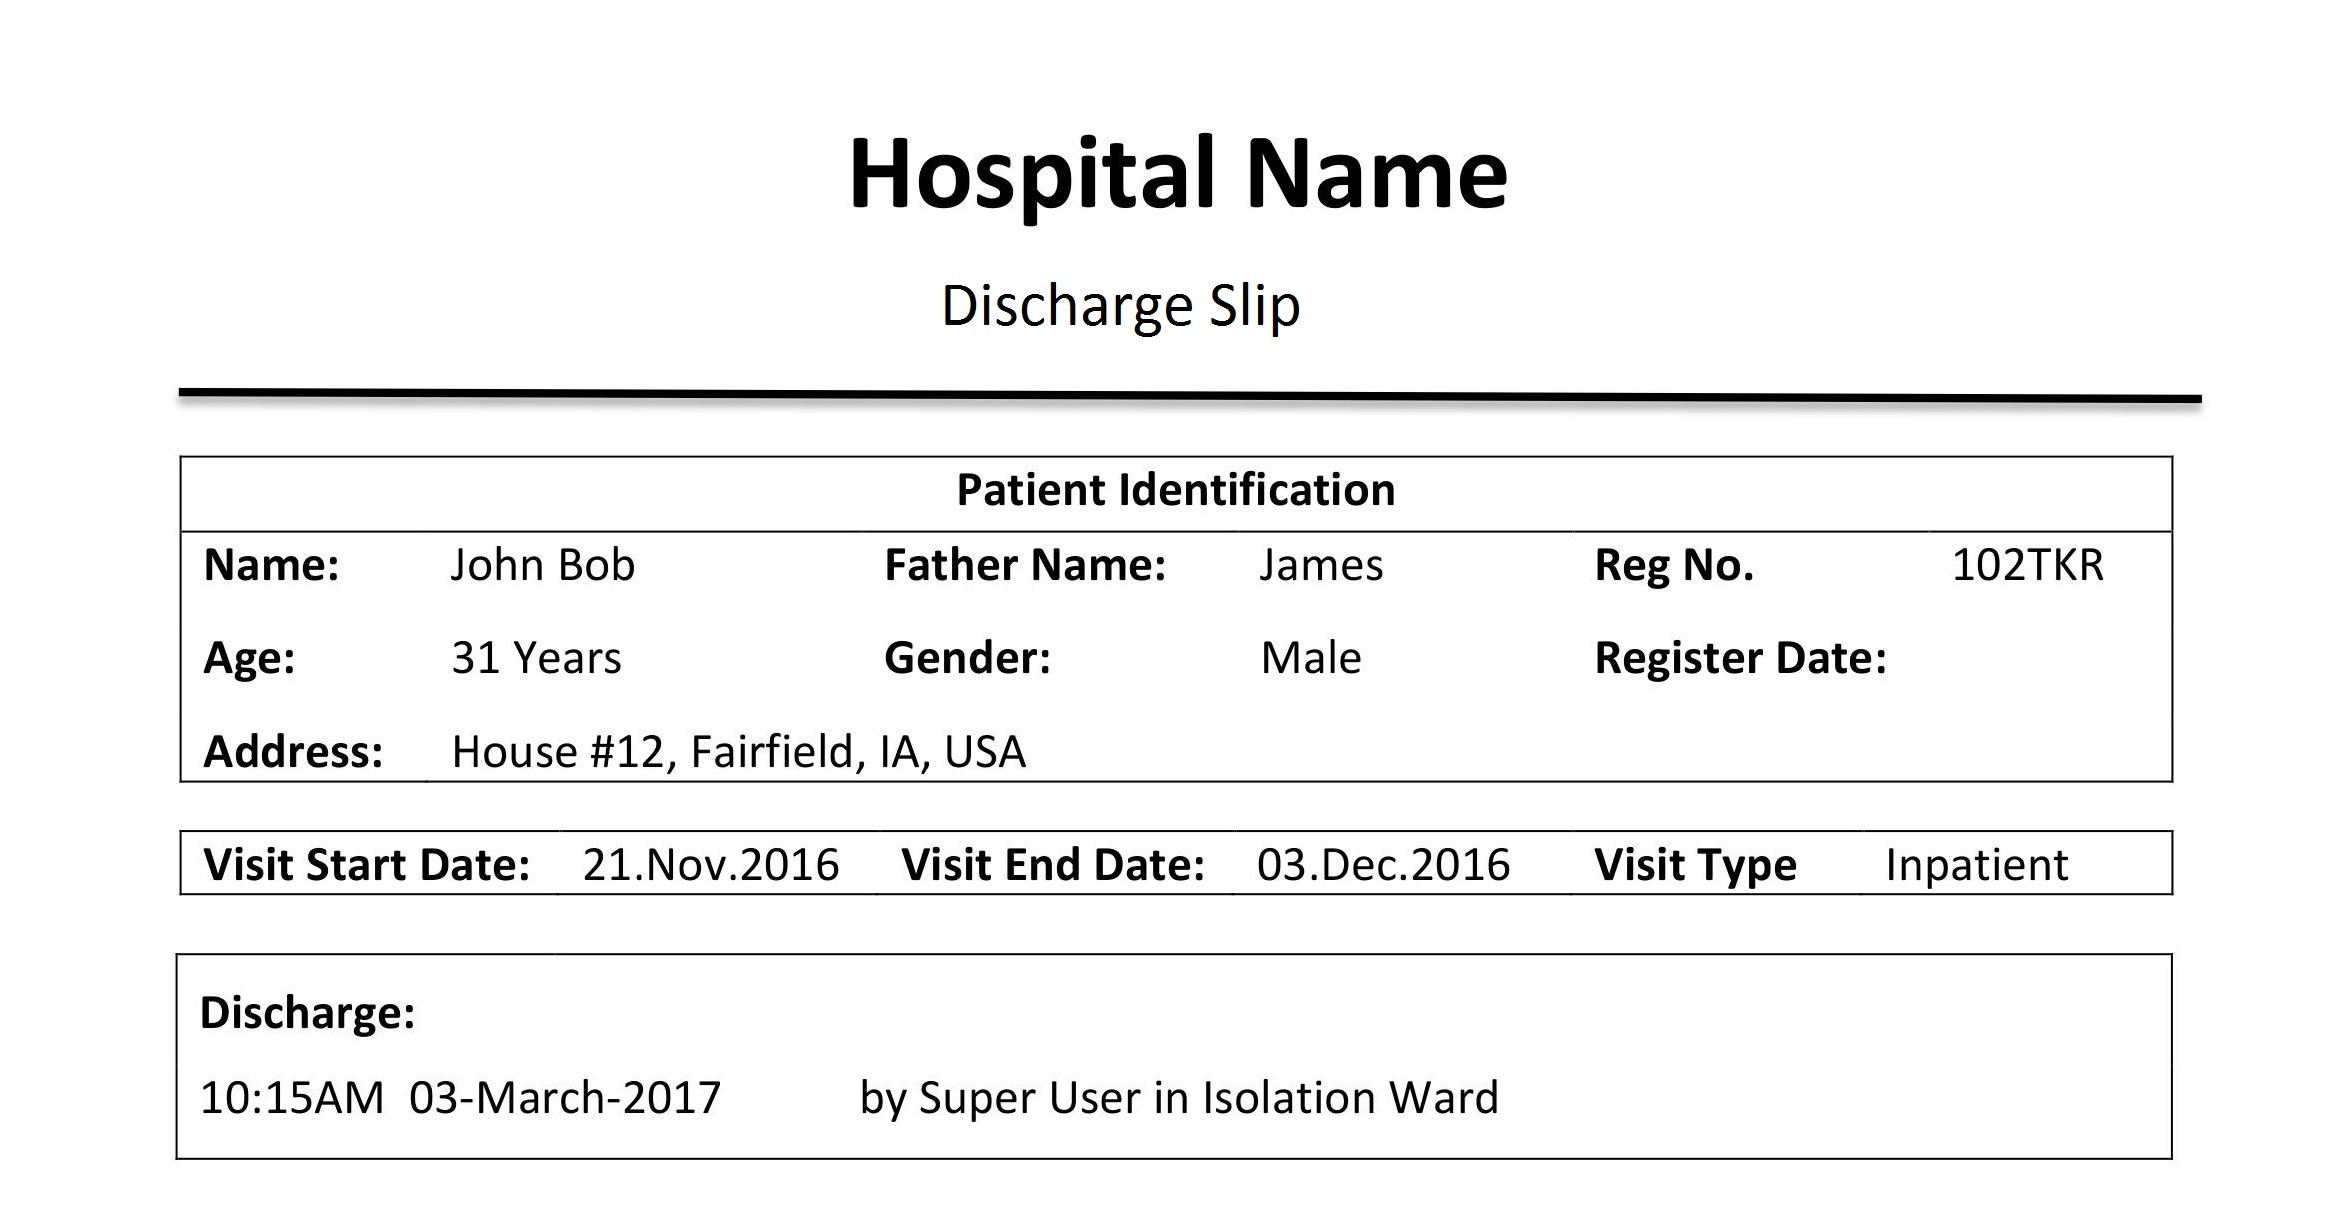 Hospital Name
Discharge Slip
Patient Identification
Name: John Bob Father Name: James Reg No. 102TKR
Age: 31 Years Gender: Male Register Date:
Address: House #12, Fairfield, IA, USA
Visit Start Date: 21.Nov.2016 Visit End Date: 03.Dec.2016 Visit Type Inpatient
Discharge:
10:15AM 03-March-2017 by Super User in Isolation Ward